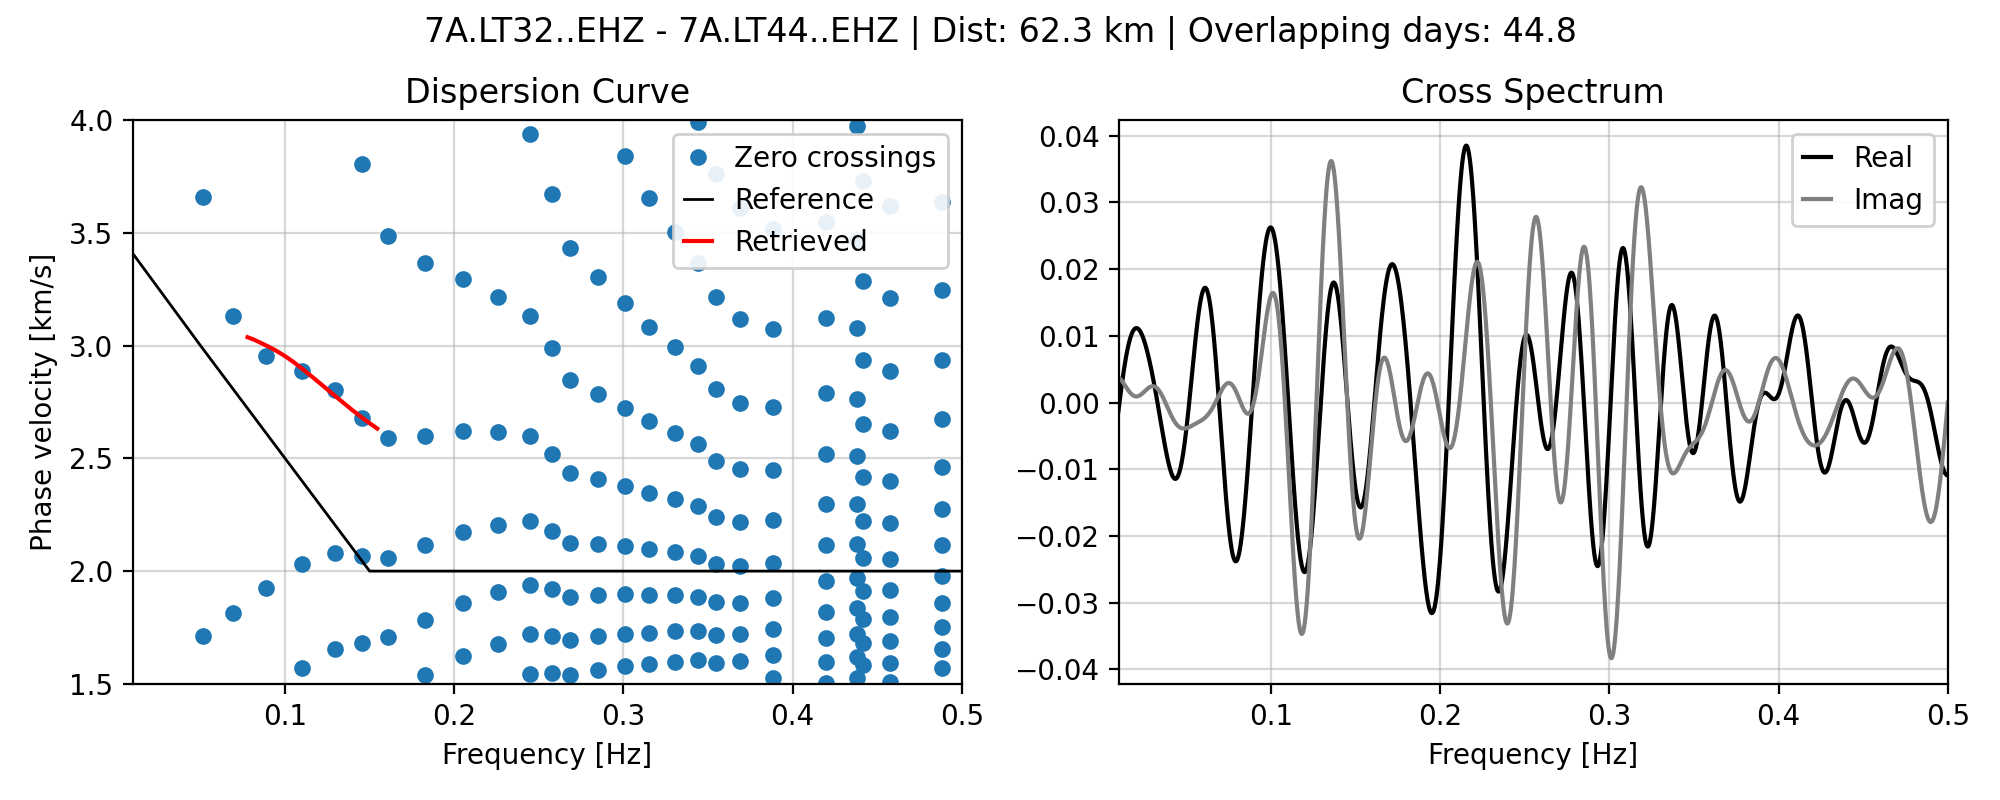 7A.LT32..EHZ - 7A.LT44..EHZ | Dist: 62.3 km | Overlapping days: 44.8
Dispersion Curve
4.0
3.5
3.0
2.5
2.0
1.5
Phase velocity [km/s]
0.1
0.2
0.3
0.4
0.5
Frequency [Hz]
Zero crossings
Reference
Retrieved
Cross Spectrum
0.04
0.03
0.02
0.01
0.00
−0.01
−0.02
−0.03
−0.04
0.1
0.2
0.3
0.4
0.5
Frequency [Hz]
Real
Imag